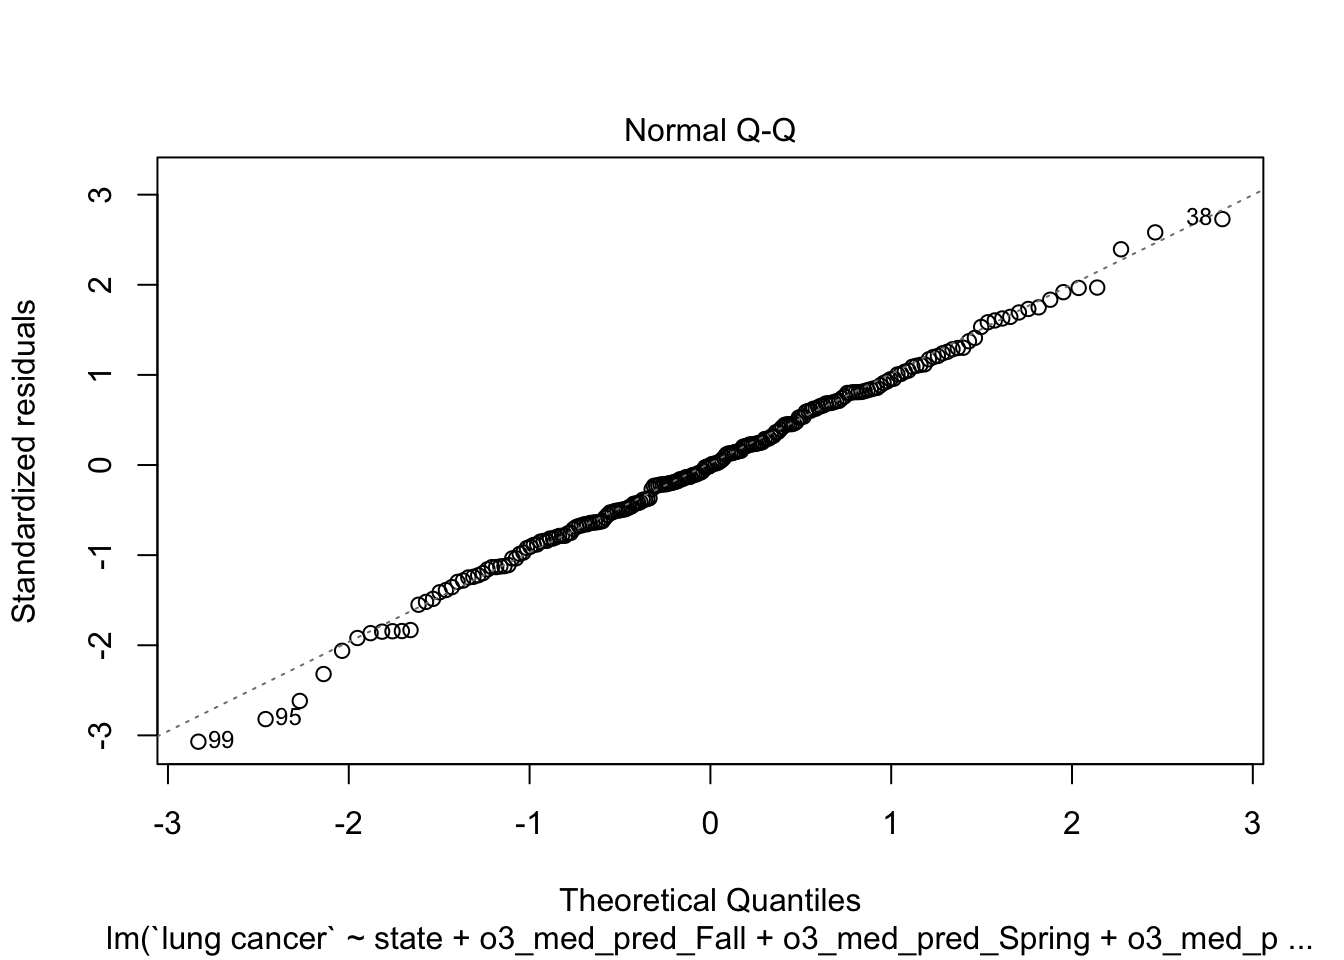 Normal Q-Q
Standardized residuals
3
2
1
0
-1
-2
-3
38
95
99
-3 -2 -1 0 1 2 3
Theoretical Quantiles
lm(`lung cancer` ~ state + o3_med_pred_Fall + o3_med_pred_Spring + o3_med_p ...